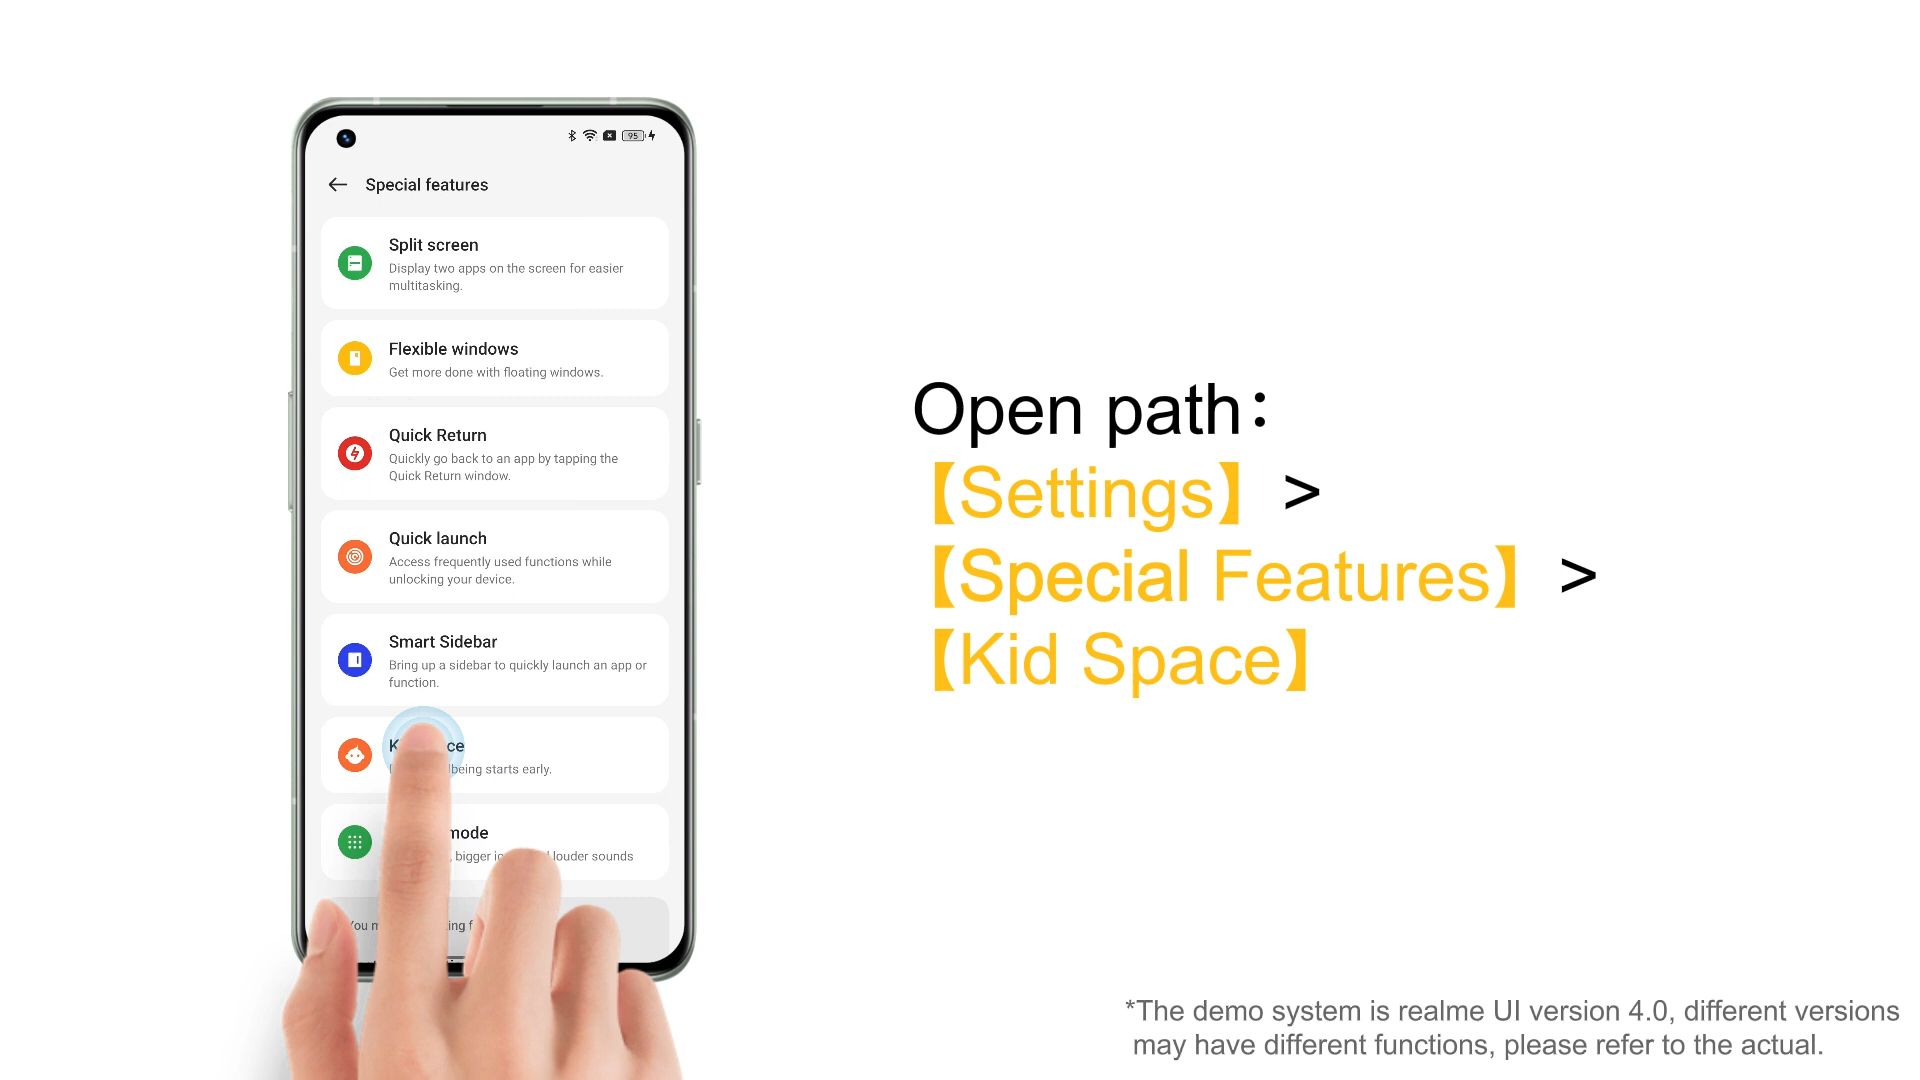 95
Special features
Split screen
Display two apps on the screen for easier
multitasking.
Flexible windows
Get more done with floating windows.
Quick Return
Quickly go back to an app by tapping the
Quick Return window.
Quick launch
Access frequently used functions while
unlocking your device.
Smart Sidebar
Bring up a sidebar to quickly launch an app or
function.
starts early.
mode
bigger louder sounds
You
Open path：
【Settings】 >
【Special Features】 >
【Kid Space】
*The demo system is realme UI version 4.0, different versions
may have different functions, please refer to the actual.